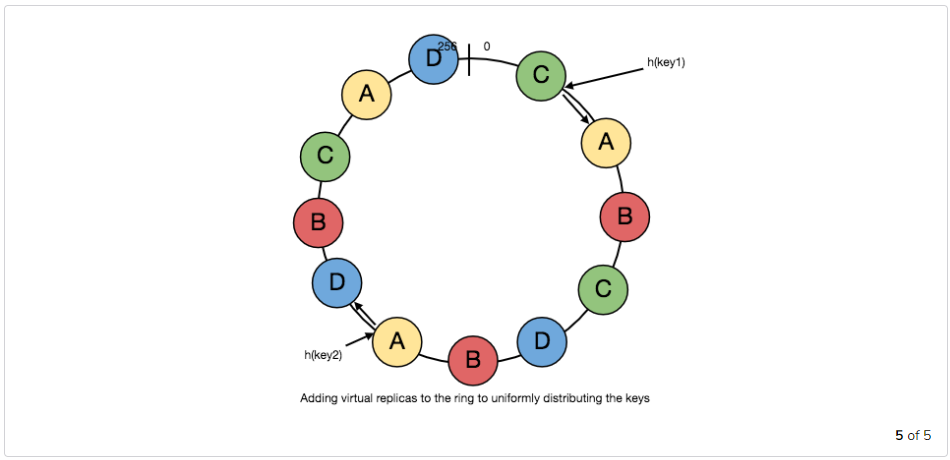 256 0
D
C
h(key1)
A
A
C
B
B
D
C
h(key2)
A
B
D
Adding virtual replicas to the ring to uniformly distributing the keys
5 of 5